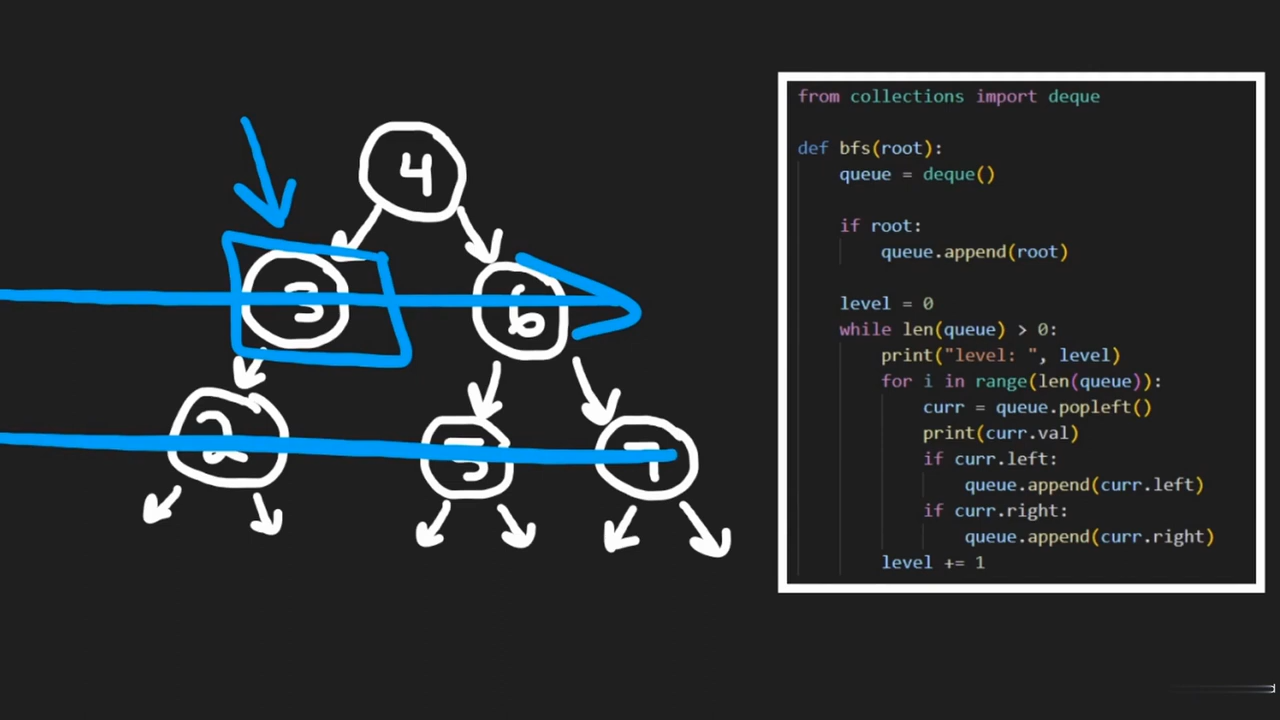 4
3
6
2
5
7
from collections import deque
def bfs(root):
    queue = deque()
    if root:
        queue.append(root)
    level = 0
    while len(queue) > 0:
        print("level: ", level)
        for i in range(len(queue)):
            curr = queue.popleft()
            print(curr.val)
            if curr.left:
                queue.append(curr.left)
            if curr.right:
                queue.append(curr.right)
        level += 1